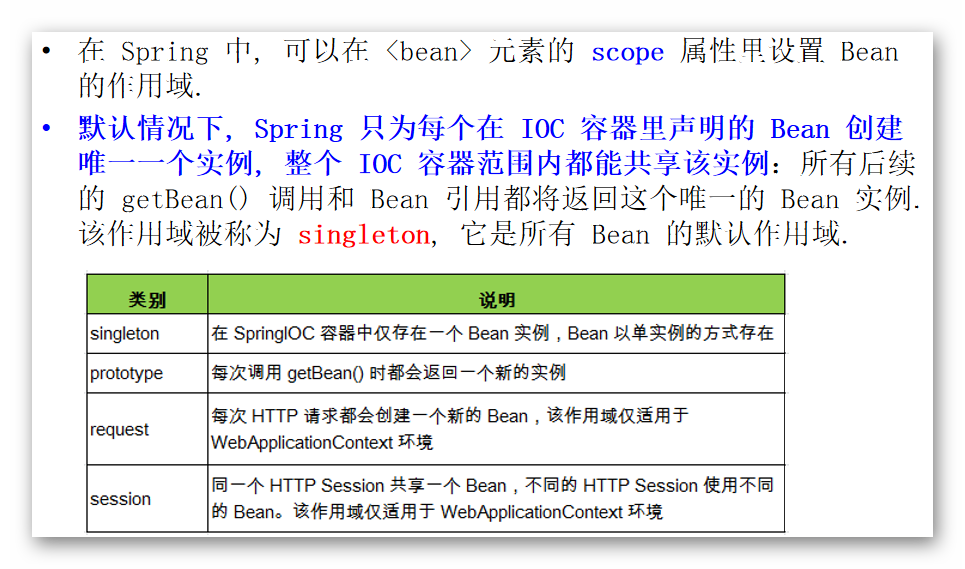 • 在 Spring 中, 可以在 <bean> 元素的 scope 属性里设置 Bean
的作用域.
• 默认情况下, Spring 只为每个在 IOC 容器里声明的 Bean 创建
唯一一个实例, 整个 IOC 容器范围内都能共享该实例：所有后续
的 getBean() 调用和 Bean 引用都将返回这个唯一的 Bean 实例.
该作用域被称为 singleton, 它是所有 Bean 的默认作用域.
类别 说明
singleton 在 SpringIOC 容器中仅存在一个 Bean 实例，Bean 以单实例的方式存在
prototype 每次调用 getBean() 时都会返回一个新的实例
request 每次 HTTP 请求都会创建一个新的 Bean，该作用域仅适用于
WebApplicationContext 环境
session 同一个 HTTP Session 共享一个 Bean，不同的 HTTP Session 使用不同
的 Bean。该作用域仅适用于 WebApplicationContext 环境